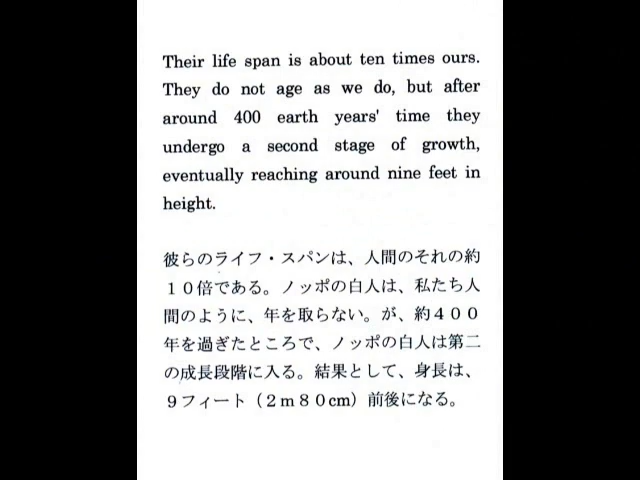 Their life span is about ten times ours.
They do not age as we do, but after
around 400 earth years' time they
undergo a second stage of growth,
eventually reaching around nine feet in
height.
彼らのライフ・スパンは、人間のそれの約
１０倍である。ノッポの白人は、私たち人
間のように、年を取らない。が、約４００
年を過ぎたところで、ノッポの白人は第二
の成長段階に入る。結果として、身長は、
９フィート（２ｍ８０cm）前後になる。